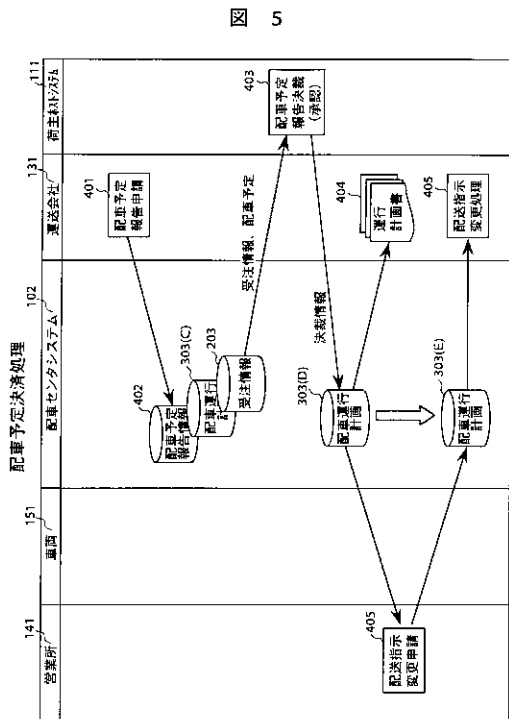 図 5
配車予定決済処理
141
営業所
151
車両
102
配車センタシステム
131
運送会社
111
荷主ホストシステム
401
配車予定
報告申請
402
配車予定
報告情報
303(C)
配車運行
203
受注情報
受注情報、配車予定
403
配車予定
報告決裁
(承認)
決裁情報
303(D)
配車運行
計画
404
運行
計画書
405
配送指示
変更申請
303(E)
配車運行
計画
405
配送指示
変更処理